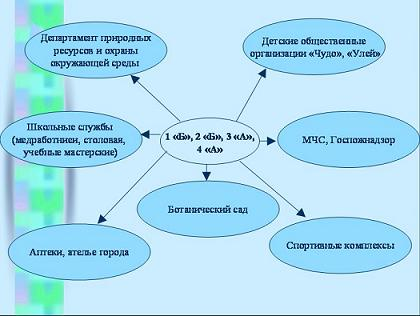 Департамент природных
ресурсов и охраны
окружающей среды
Детские общественные
организации «Чудо», «Улей»
Школьные службы
(медработники, столовая,
учебные мастерские)
1 «Б», 2 «Б», 3 «А»,
4 «А»
МЧС, Госпожнадзор
Ботанический сад
Аптеки, ателье города
Спортивные комплексы